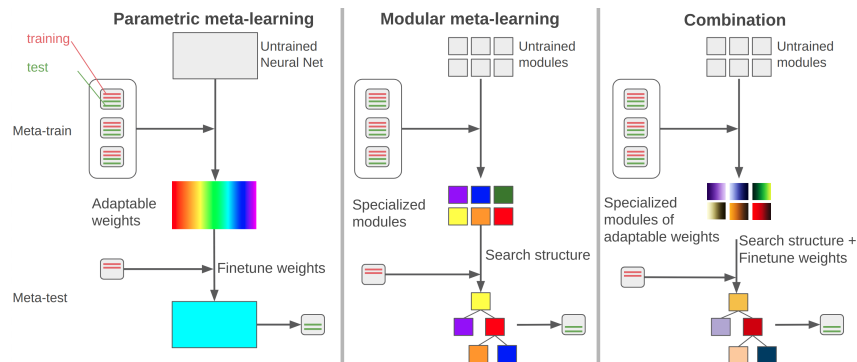 Parametric meta-learning
training
test
Untrained
Neural Net
Meta-train
Adaptable
weights
Finetune weights
Meta-test
Modular meta-learning
Untrained
modules
Specialized
modules
Search structure
Combination
Untrained
modules
Specialized
modules of
adaptable weights
Search structure +
Finetune weights